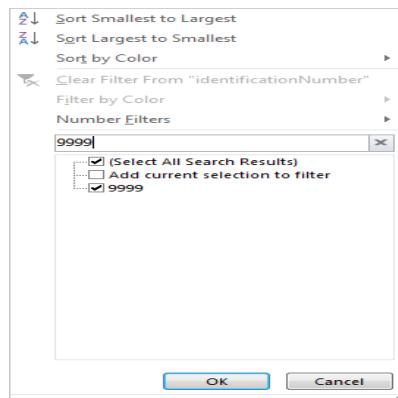 Sort Smallest to Largest
Sort Largest to Smallest
Sort by Color
Clear Filter From "identificationNumber"
Filter by Color
Number Filters
9999
(Select All Search Results)
Add current selection to filter
9999
OK Cancel